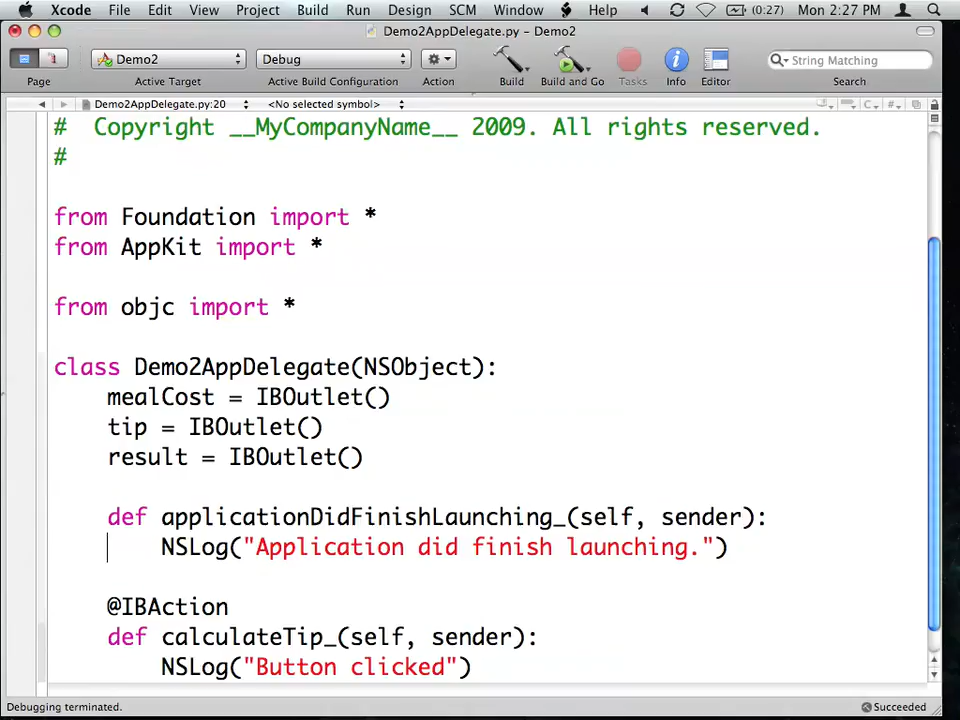 Xcode File Edit View Project Build Run Design SCM Window Help (0:27) Mon 2:27 PM
Demo2AppDelegate.py – Demo2
Demo2 Debug String Matching
Page Active Target Active Build Configuration Action Build Build and Go Tasks Info Editor Search
Demo2AppDelegate.py:20 <No selected symbol> C #
# Copyright __MyCompanyName__ 2009. All rights reserved.
#
from Foundation import *
from AppKit import *
from objc import *
class Demo2AppDelegate(NSObject):
mealCost = IBOutlet()
tip = IBOutlet()
result = IBOutlet()
def applicationDidFinishLaunching_(self, sender):
NSLog("Application did finish launching.")
@IBAction
def calculateTip_(self, sender):
NSLog("Button clicked")
Debugging terminated. Succeeded